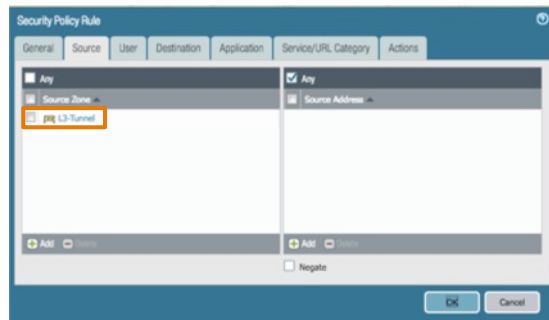 Security Policy Rule
General Source User Destination Application Service/URL Category Actions
Any
Any
Source Zone
Source Address
L3-Tunnel
Add Delete
Add Delete
Negate
OK Cancel